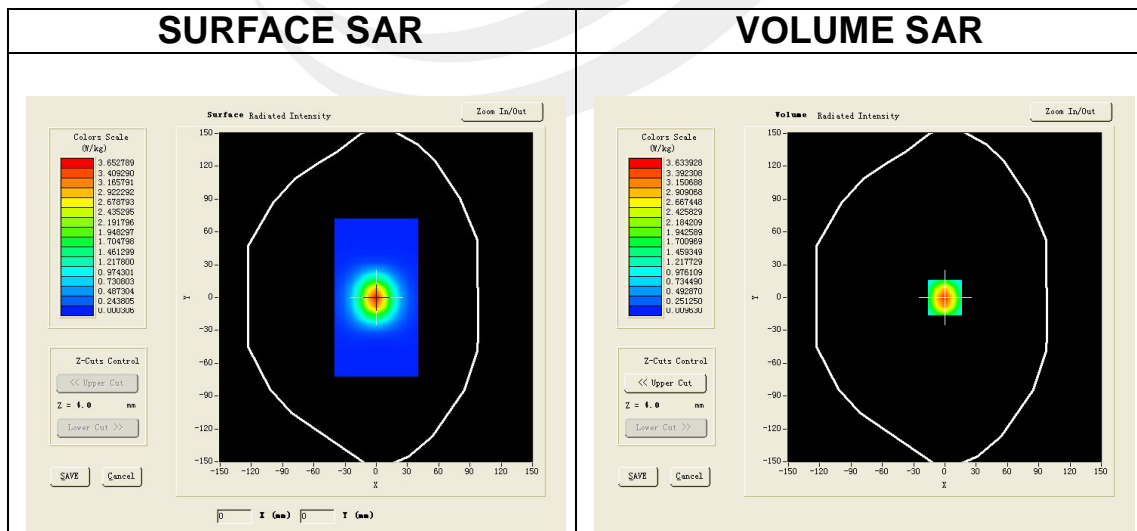 SURFACE SAR
VOLUME SAR
Surface Radiated Intensity
Zoom In/Out
Colors Scale
(W/kg)
3.652789
3.409290
3.165791
2.922292
2.678793
2.435295
2.191796
1.948297
1.704798
1.461299
1.217800
0.974301
0.730803
0.487304
0.243805
0.000306
150
120
90
60
30
0
-30
-60
-90
-120
-150
Y
-150 -120 -90 -60 -30 0 30 60 90 120 150
X
Z-Cuts Control
<< Upper Cut
Z = 4.0 mm
Lower Cut >>
SAVE Cancel
0 X (mm) 0 Y (mm)
Volume Radiated Intensity
Zoom In/Out
Colors Scale
(W/kg)
3.633928
3.392308
3.150688
2.909068
2.667448
2.425829
2.184209
1.942589
1.700969
1.459349
1.217729
0.976109
0.734490
0.492870
0.251250
0.009630
150
120
90
60
30
0
-30
-60
-90
-120
-150
Y
-150 -120 -90 -60 -30 0 30 60 90 120 150
X
Z-Cuts Control
<< Upper Cut
Z = 4.0 mm
Lower Cut >>
SAVE Cancel